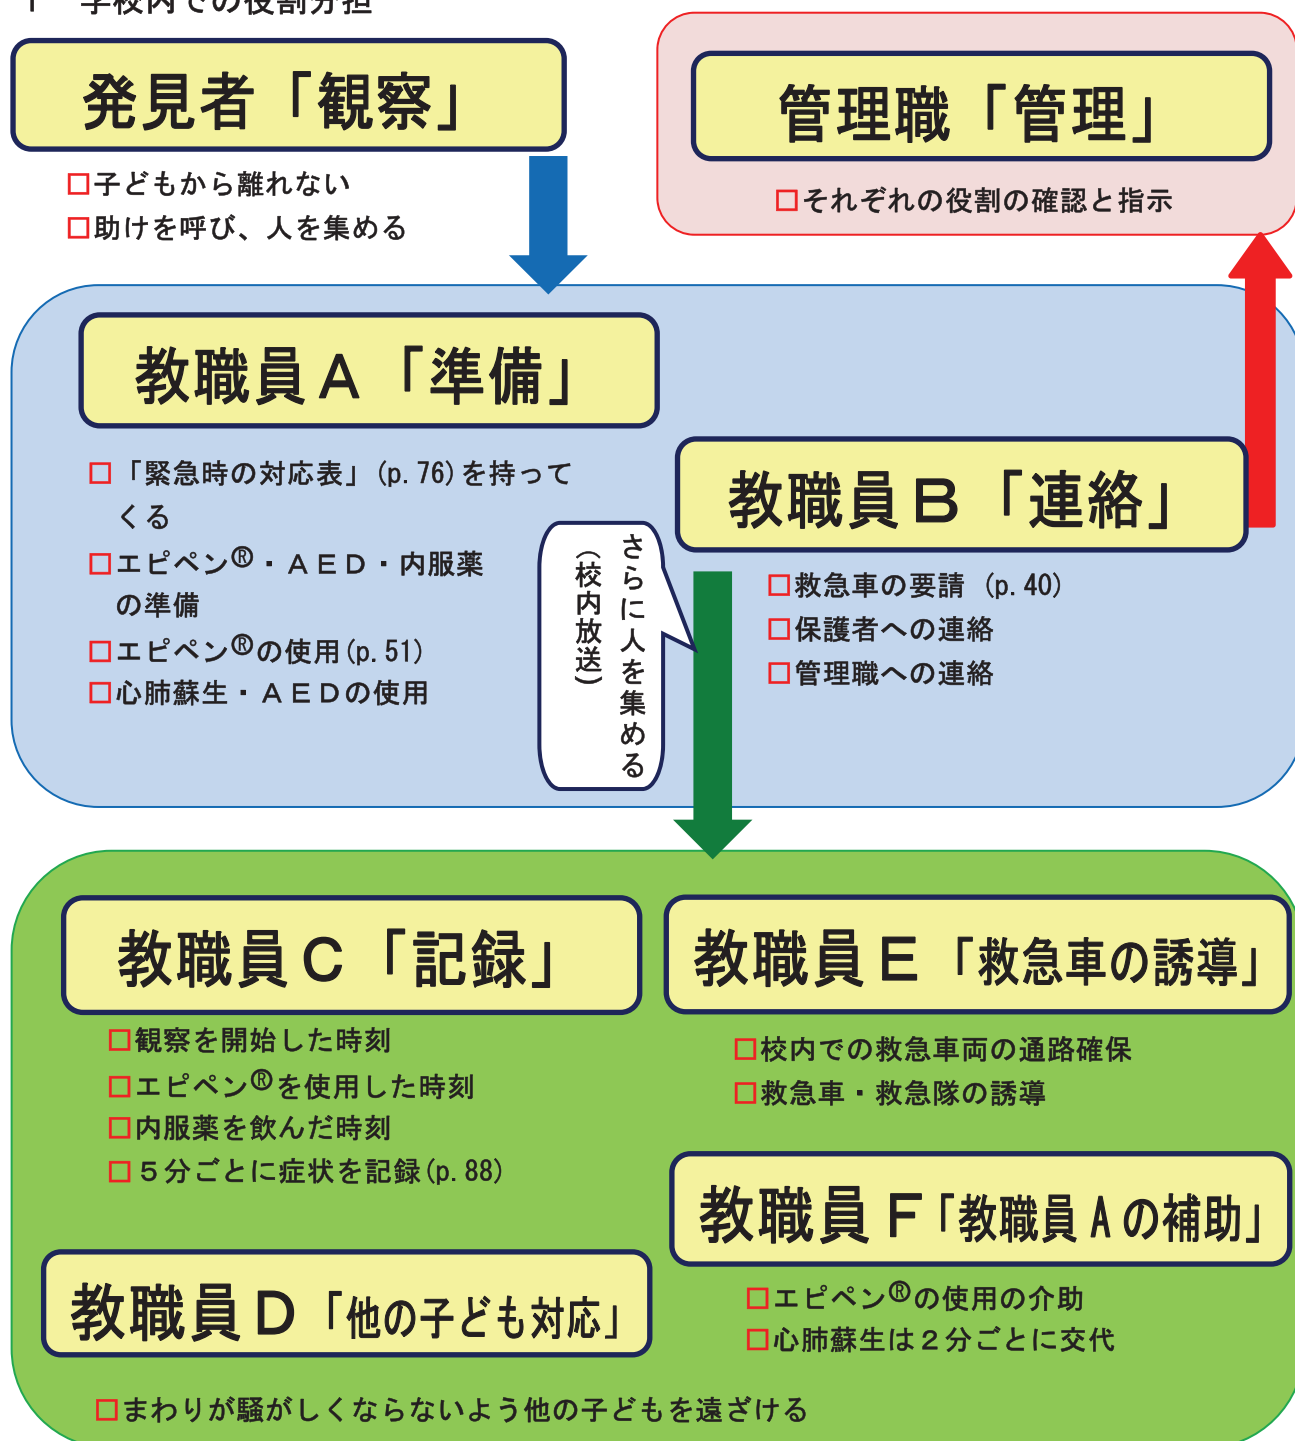 1　学校内での役割分担
発見者「観察」
□子どもから離れない
□助けを呼び、人を集める
管理職「管理」
□それぞれの役割の確認と指示
教職員Ａ「準備」
□「緊急時の対応表」(p.76)を持って
くる
□エピペン®・ＡＥＤ・内服薬
の準備
□エピペン®の使用(p.51)
□心肺蘇生・ＡＥＤの使用
教職員Ｂ「連絡」
□救急車の要請 (p.40)
□保護者への連絡
□管理職への連絡
さらに人を集める
(校内放送)
教職員Ｃ「記録」
□観察を開始した時刻
□エピペン®を使用した時刻
□内服薬を飲んだ時刻
□５分ごとに症状を記録(p.88)
教職員Ｄ「他の子ども対応」
□まわりが騒がしくならないよう他の子どもを遠ざける
教職員Ｅ「救急車の誘導」
□校内での救急車両の通路確保
□救急車・救急隊の誘導
教職員Ｆ「教職員Ａの補助」
□エピペン®の使用の介助
□心肺蘇生は２分ごとに交代